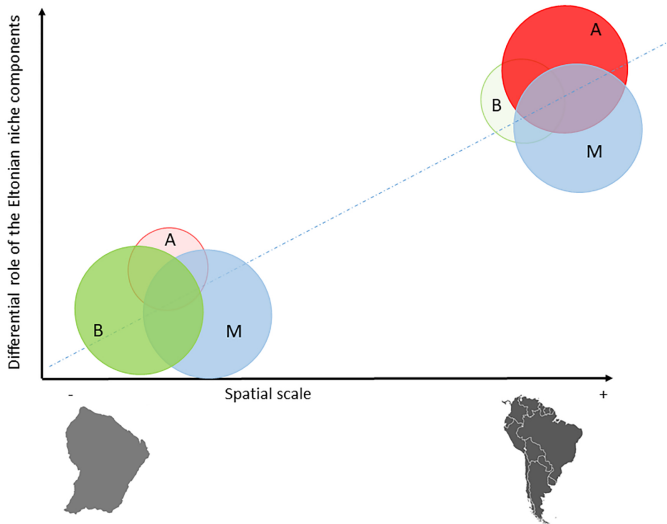 Differential role of the Eltonian niche components
A
B
M
A
B
M
-
Spatial scale
+